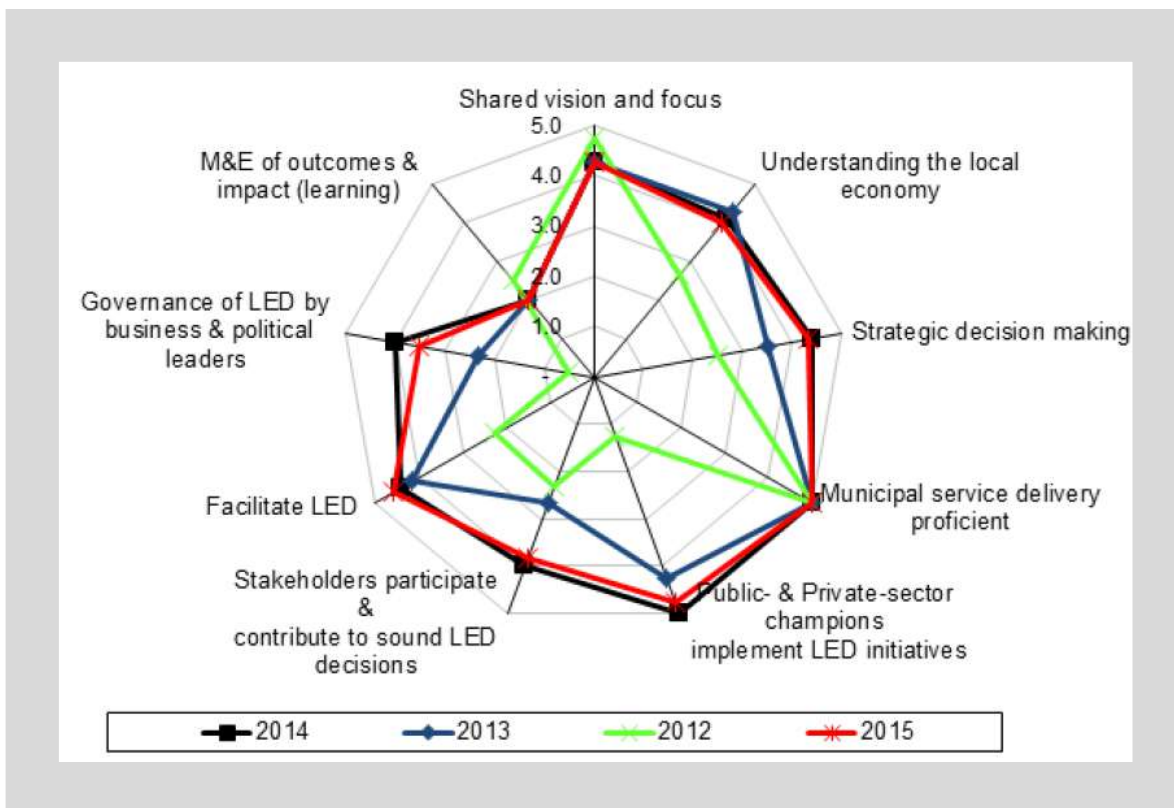 Shared vision and focus
5.0
4.0
3.0
2.0
1.0
-
Understanding the local
economy
Strategic decision making
Municipal service delivery
proficient
Public- & Private-sector
champions
implement LED initiatives
Stakeholders participate
&
contribute to sound LED
decisions
Facilitate LED
Governance of LED by
business & political
leaders
M&E of outcomes &
impact (learning)
2014 2013 2012 2015